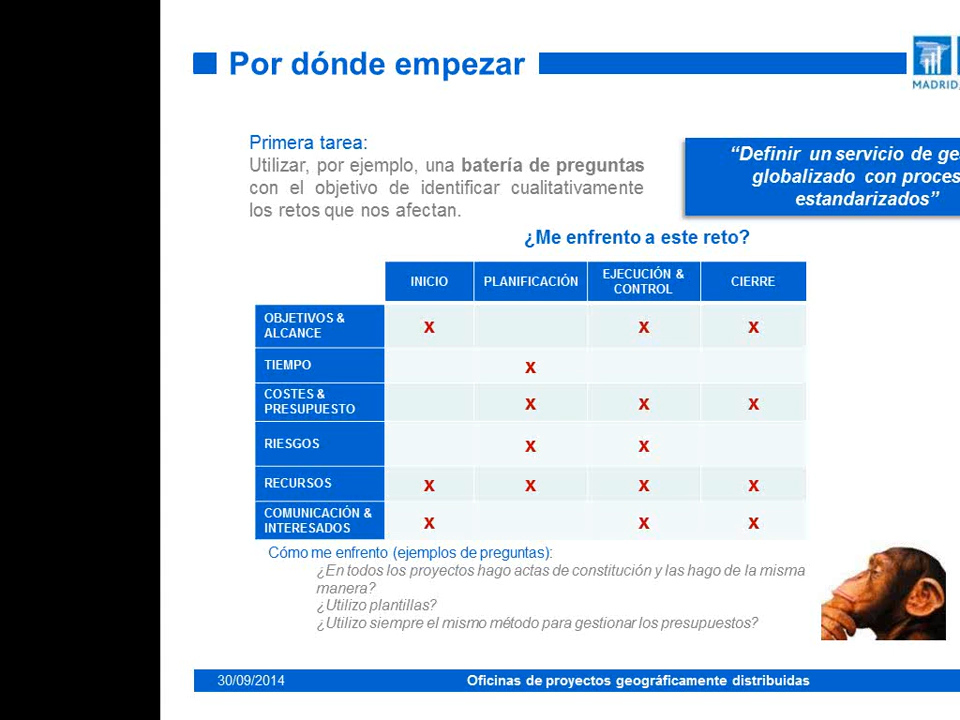 Por dónde empezar
MADRID,
Primera tarea:
Utilizar, por ejemplo, una batería de preguntas
con el objetivo de identificar cualitativamente
los retos que nos afectan.
“Definir un servicio de
globalizado con
estandarizados”
¿Me enfrento a este reto?
INICIO PLANIFICACIÓN EJECUCIÓN & CONTROL CIERRE
OBJETIVOS & ALCANCE x x x
TIEMPO x
COSTES & PRESUPUESTO x x x
RIESGOS x x
RECURSOS x x x x
COMUNICACIÓN & INTERESADOS x x x
Cómo me enfrento (ejemplos de preguntas):
¿En todos los proyectos hago actas de constitución y las hago de la misma
manera?
¿Utilizo plantillas?
¿Utilizo siempre el mismo método para gestionar los presupuestos?
30/09/2014
Oficinas de proyectos geográficamente distribuidas